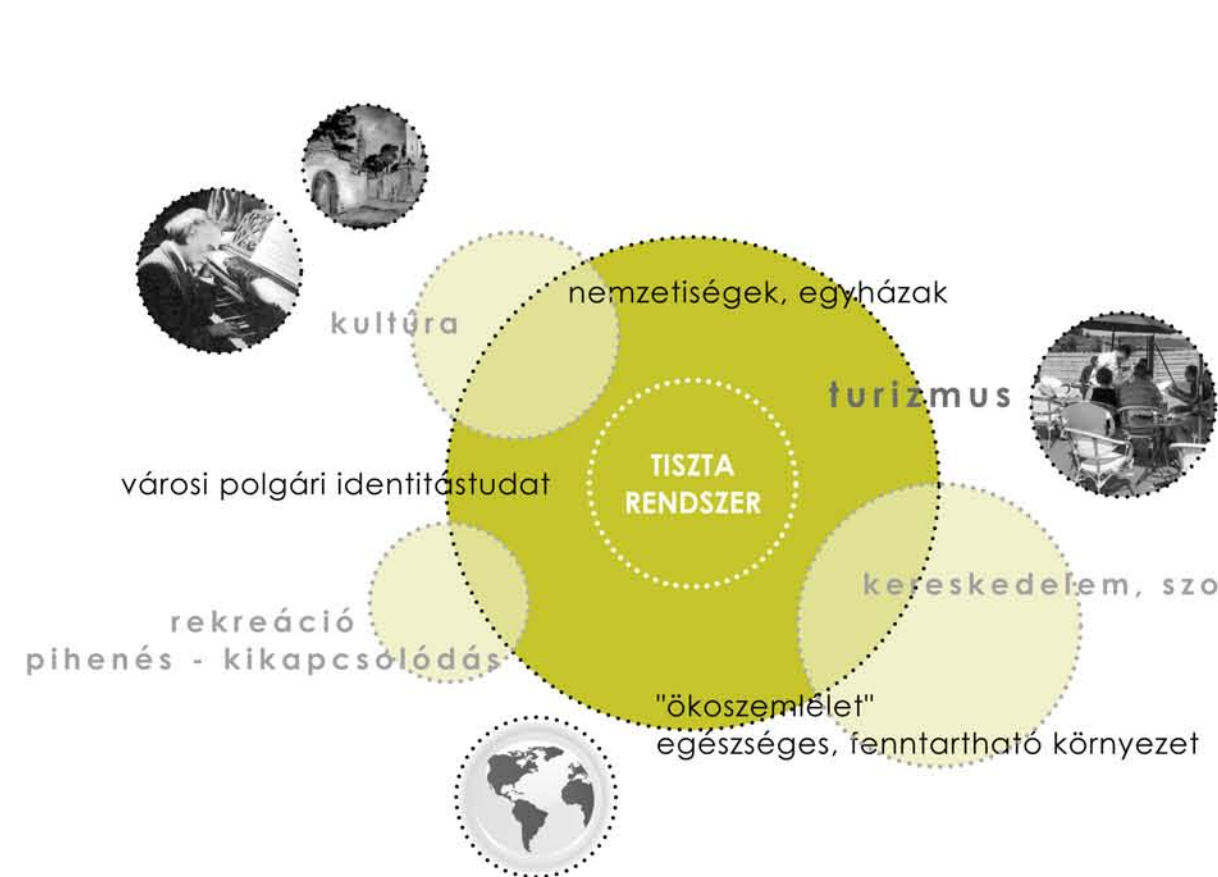 nemzetiségek, egyházak
kultúra
turizmus
TISZTA
RENDSZER
városi polgári identitástudat
kereskedelem, szo
rekreáció
pihenés - kikapcsolódás
"ökoszemlélet"
egészséges, fenntartható környezet